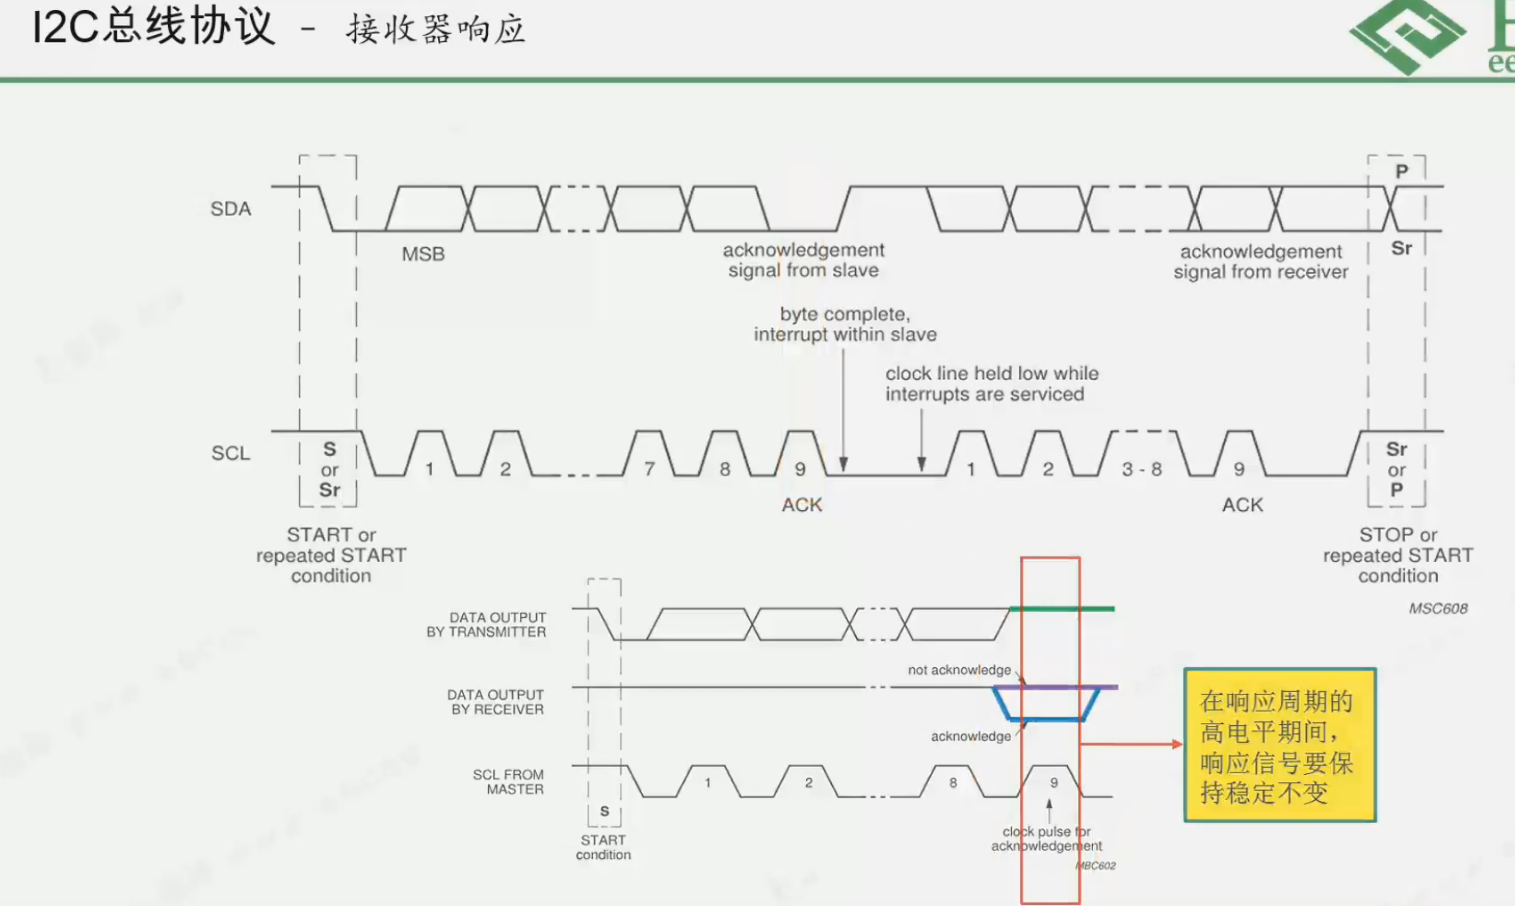 I2C总线协议 - 接收器响应
ee
SDA
MSB
acknowledgement
signal from slave
acknowledgement
signal from receiver
P
Sr
byte complete,
interrupt within slave
clock line held low while
interrupts are serviced
SCL
S
or
Sr
1
2
7
8
9
ACK
1
2
3 - 8
9
ACK
Sr
or
P
START or
repeated START
condition
STOP or
repeated START
condition
MSC608
DATA OUTPUT
BY TRANSMITTER
not acknowledge
DATA OUTPUT
BY RECEIVER
acknowledge
SCL FROM
MASTER
1
2
8
9
S
START
condition
clock pulse for
acknowledgement
MBC602
在响应周期的
高电平期间，
响应信号要保
持稳定不变